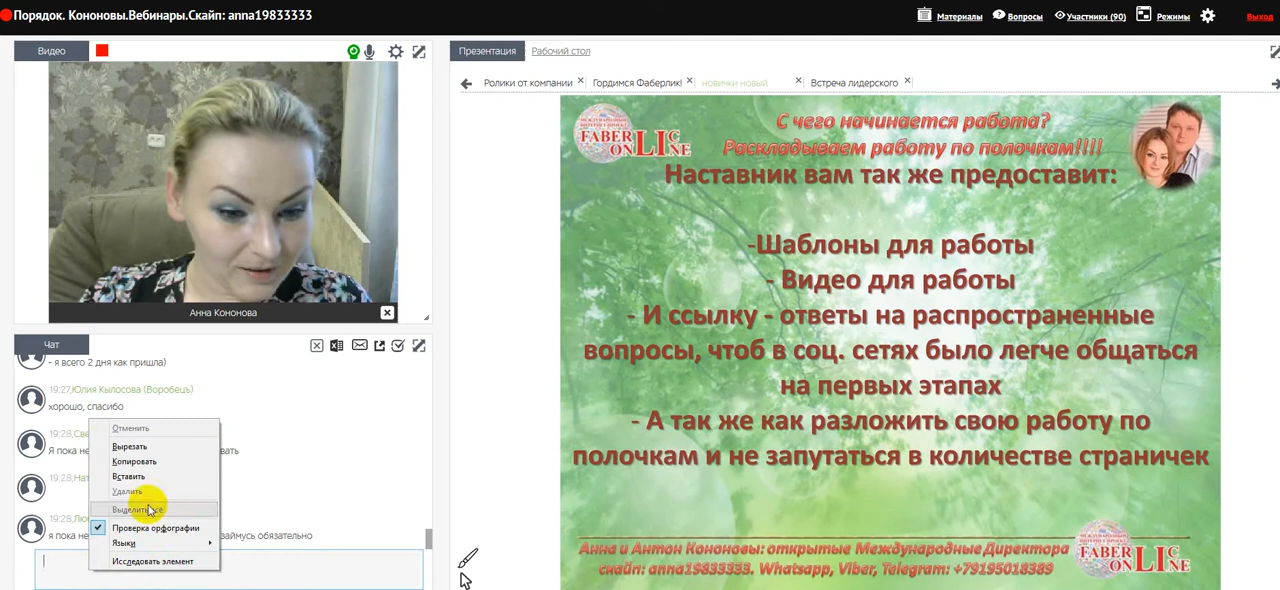 Порядок. Кононовы.Вебинары.Скайп: anna19833333
Материалы
Вопросы
Участники (90)
Режимы
Выход
Видео
Анна Кононова
Чат
- я всего 2 дня как пришла)
19:27,Юлия Кылосова (Воробецъ)
хорошо, спасибо
19:28,Све
Я пока не
вать
19:28,Нат
19:28,Лю
я пока не
займусь обязательно
Отменить
Вырезать
Копировать
Вставить
Удалить
Выделить все
Проверка орфографии
Языки
Исследовать элемент
Презентация
Рабочий стол
Ролики от компании
Гордимся Фаберлик!
новички новый
Встреча лидерского
FABERLIC
ONLINE
С чего начинается работа?
Раскладываем работу по полочкам!!!!
Наставник вам так же предоставит:
-Шаблоны для работы
- Видео для работы
- И ссылку - ответы на распространенные
вопросы, чтоб в соц. сетях было легче общаться
на первых этапах
- А так же как разложить свою работу по
полочкам и не запутаться в количестве страничек
Анна и Антон Кононовы: открытые Международные Директора
скайп: anna19833333. Whatsapp, Viber, Telegram: +79195018389
FABERLIC
ONLINE